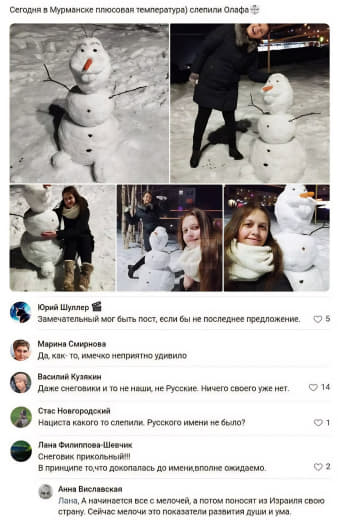 Сегодня в Мурманске плюсовая температура) слепили Олафа
Юрий Шуллер
Замечательный мог быть пост, если бы не последнее предложение.
5
Марина Смирнова
Да, как- то, имечко неприятно удивило
Василий Кузякин
Даже снеговики и то не наши, не Русские. Ничего своего уже нет.
14
Стас Новгородский
Нациста какого то слепили. Русского имени не было?
1
Лана Филиппова-Шевчик
Снеговик прикольный!!!
В принципе то,что докопалась до имени,вполне ожидаемо.
2
Анна Виславская
Лана, А начинается все с мелочей, а потом поносят из Израиля свою
страну. Сейчас мелочи это показатели развития души и ума.